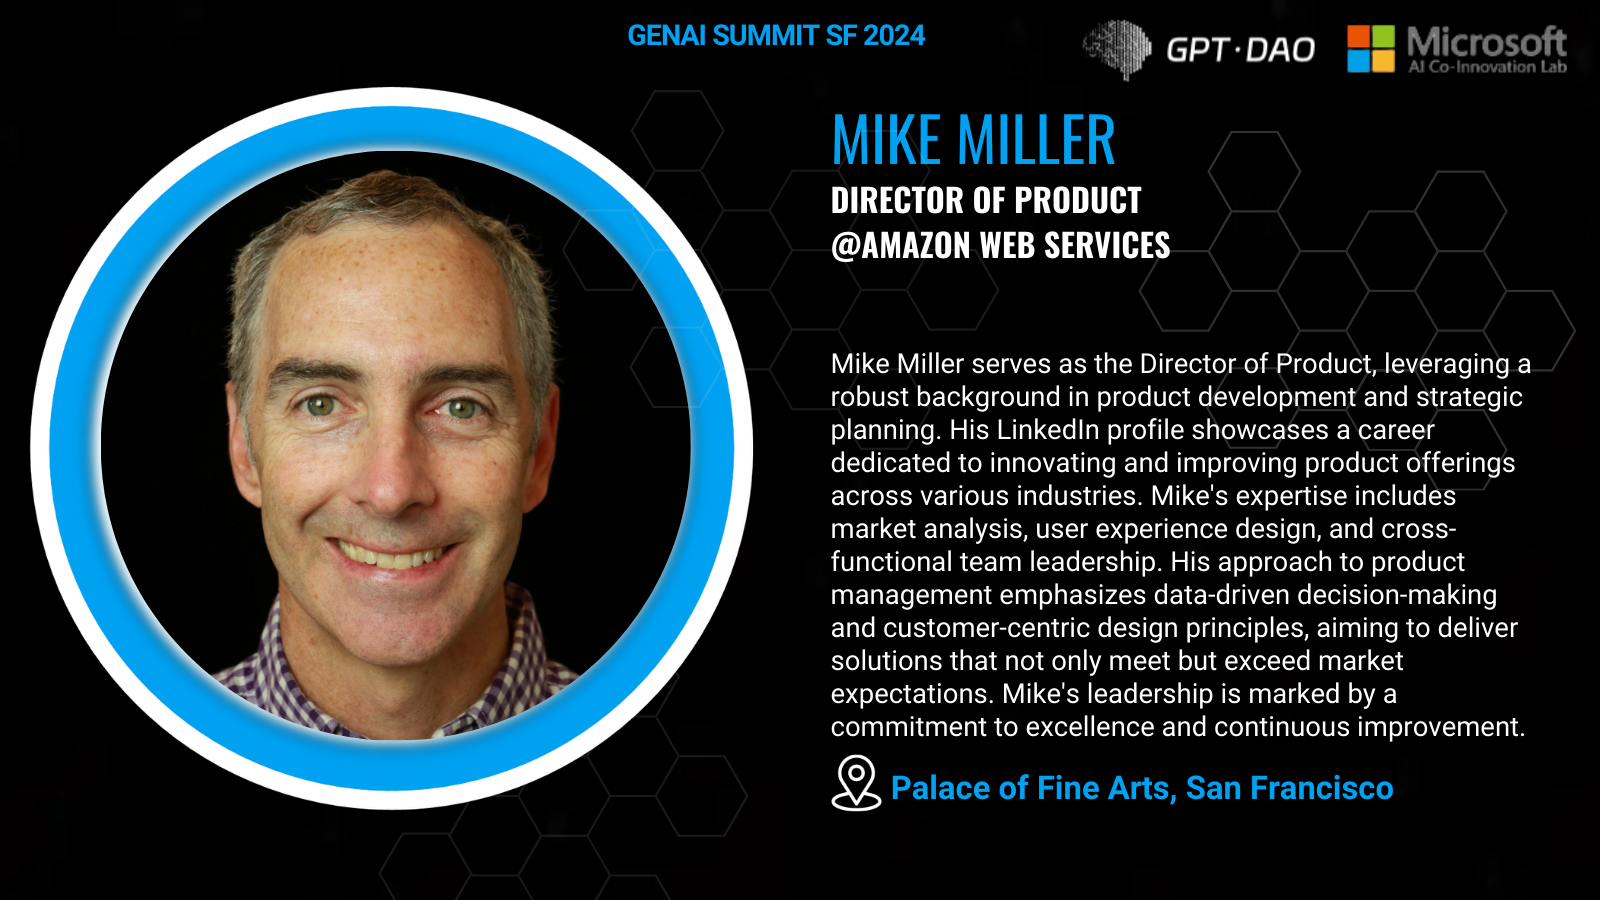 GENAI SUMMIT SF 2024
GPT·DAO
Microsoft
AI Co-Innovation Lab
MIKE MILLER
DIRECTOR OF PRODUCT
@AMAZON WEB SERVICES
Mike Miller serves as the Director of Product, leveraging a
robust background in product development and strategic
planning. His LinkedIn profile showcases a career
dedicated to innovating and improving product offerings
across various industries. Mike's expertise includes
market analysis, user experience design, and cross-
functional team leadership. His approach to product
management emphasizes data-driven decision-making
and customer-centric design principles, aiming to deliver
solutions that not only meet but exceed market
expectations. Mike's leadership is marked by a
commitment to excellence and continuous improvement.
Palace of Fine Arts, San Francisco